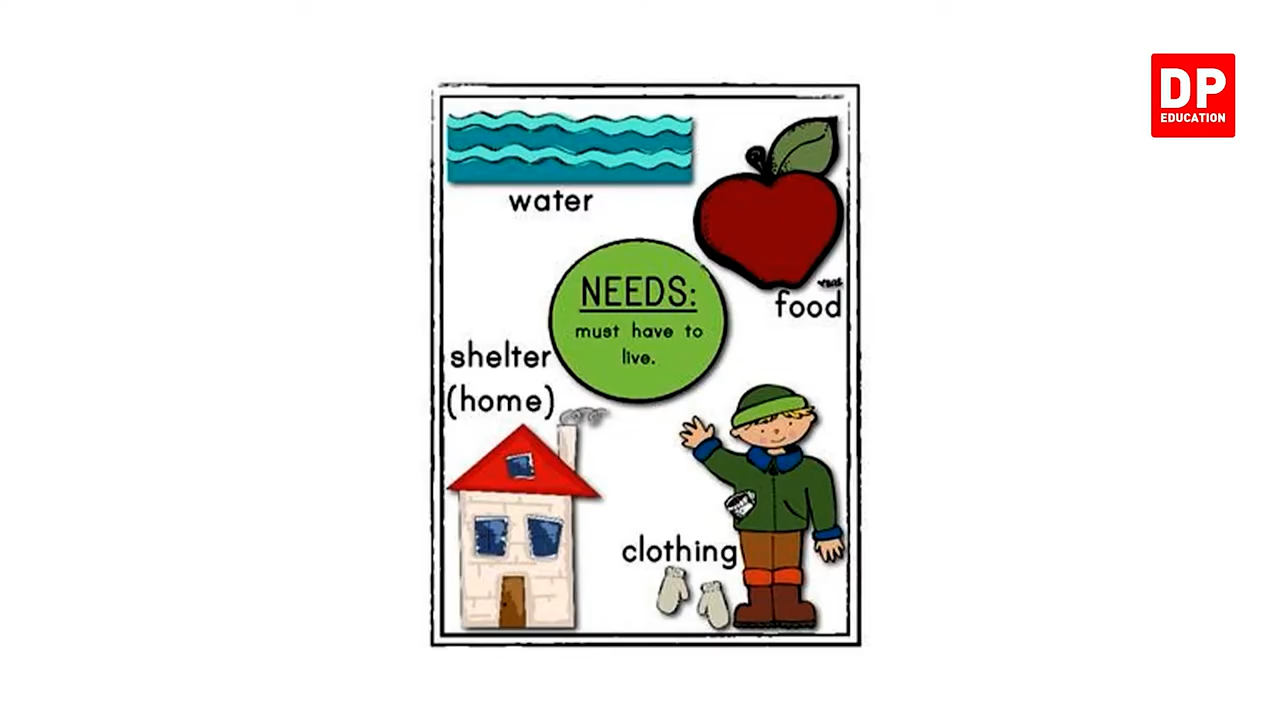 DP
EDUCATION
water
food
NEEDS:
must have to
live.
shelter
(home)
clothing